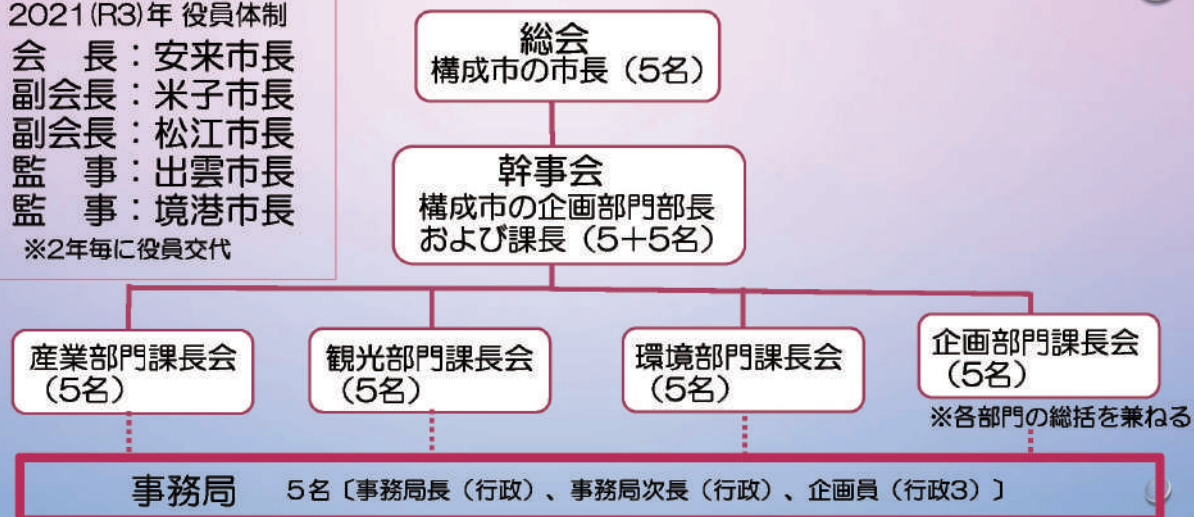 2021(R3)年 役員体制
会　長：安来市長
副会長：米子市長
副会長：松江市長
監　事：出雲市長
監　事：境港市長
※2年毎に役員交代
総会
構成市の市長（5名）
幹事会
構成市の企画部門部長
および課長（5＋5名）
産業部門課長会
（5名）
観光部門課長会
（5名）
環境部門課長会
（5名）
企画部門課長会
（5名）
※各部門の総括を兼ねる
事務局　5名〔事務局長（行政）、事務局次長（行政）、企画員（行政3）〕